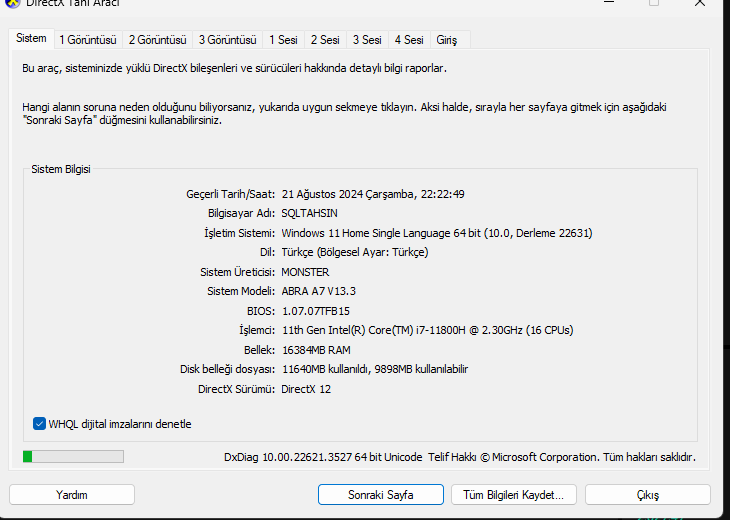 DirectX Tanı Aracı
Sistem
1 Görüntüsü
2 Görüntüsü
3 Görüntüsü
1 Sesi
2 Sesi
3 Sesi
4 Sesi
Giriş
Bu araç, sisteminizde yüklü DirectX bileşenleri ve sürücüleri hakkında detaylı bilgi raporlar.
Hangi alanın soruna neden olduğunu biliyorsanız, yukarıda uygun sekmeye tıklayın. Aksi halde, sırayla her sayfaya gitmek için aşağıdaki
"Sonraki Sayfa" düğmesini kullanabilirsiniz.
Sistem Bilgisi
Geçerli Tarih/Saat: 21 Ağustos 2024 Çarşamba, 22:22:49
Bilgisayar Adı: SQLTAHSIN
İşletim Sistemi: Windows 11 Home Single Language 64 bit (10.0, Derleme 22631)
Dil: Türkçe (Bölgesel Ayar: Türkçe)
Sistem Üreticisi: MONSTER
Sistem Modeli: ABRA A7 V13.3
BIOS: 1.07.07TFB15
İşlemci: 11th Gen Intel(R) Core(TM) i7-11800H @ 2.30GHz (16 CPUs)
Bellek: 16384MB RAM
Disk belleği dosyası: 11640MB kullanıldı, 9898MB kullanılabilir
DirectX Sürümü: DirectX 12
WHQL dijital imzalarını denetle
DxDiag 10.00.22621.3527 64 bit Unicode Telif Hakkı © Microsoft Corporation. Tüm hakları saklıdır.
Yardım
Sonraki Sayfa
Tüm Bilgileri Kaydet...
Çıkış